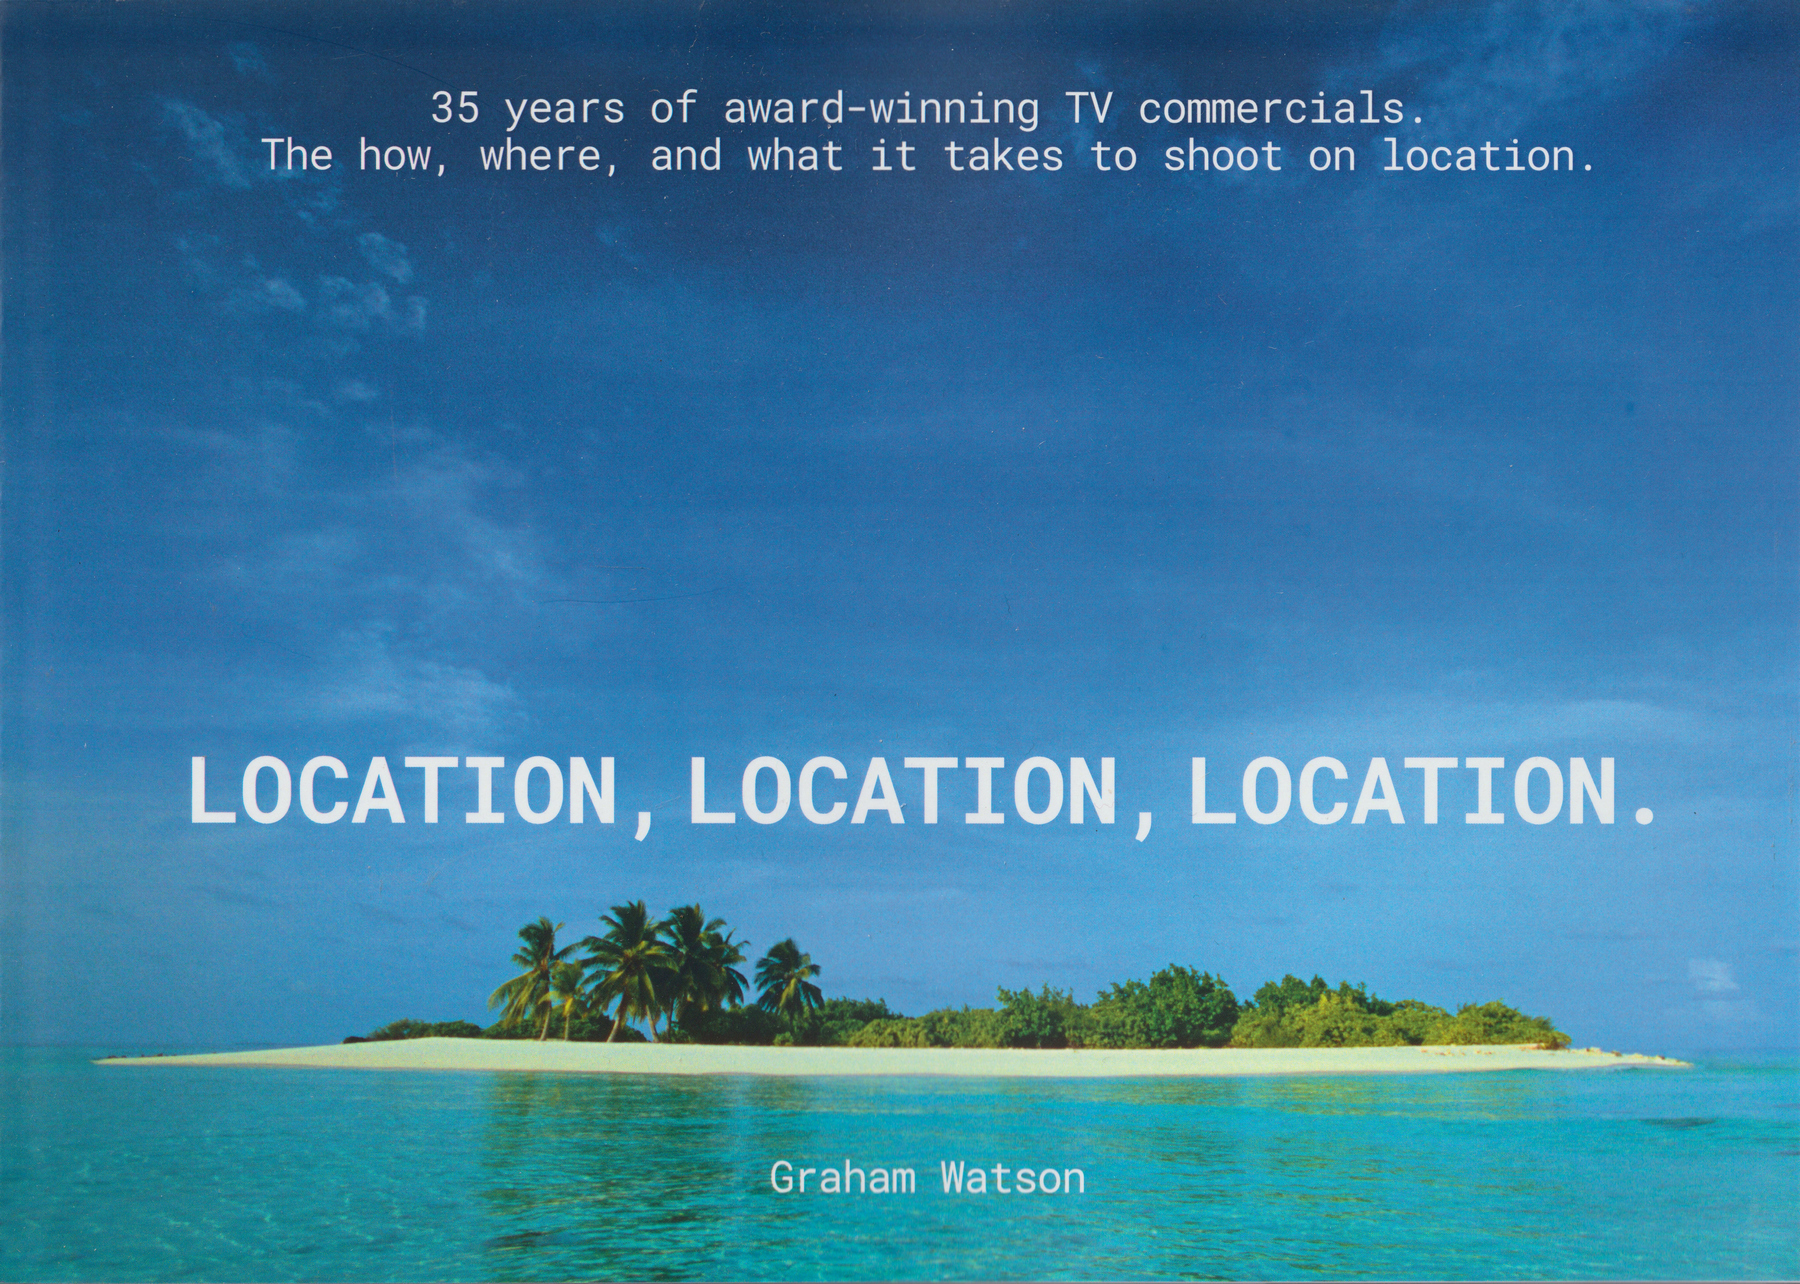 35 years of award-winning TV commercials.
The how, where, and what it takes to shoot on location.
LOCATION, LOCATION, LOCATION.
Graham Watson